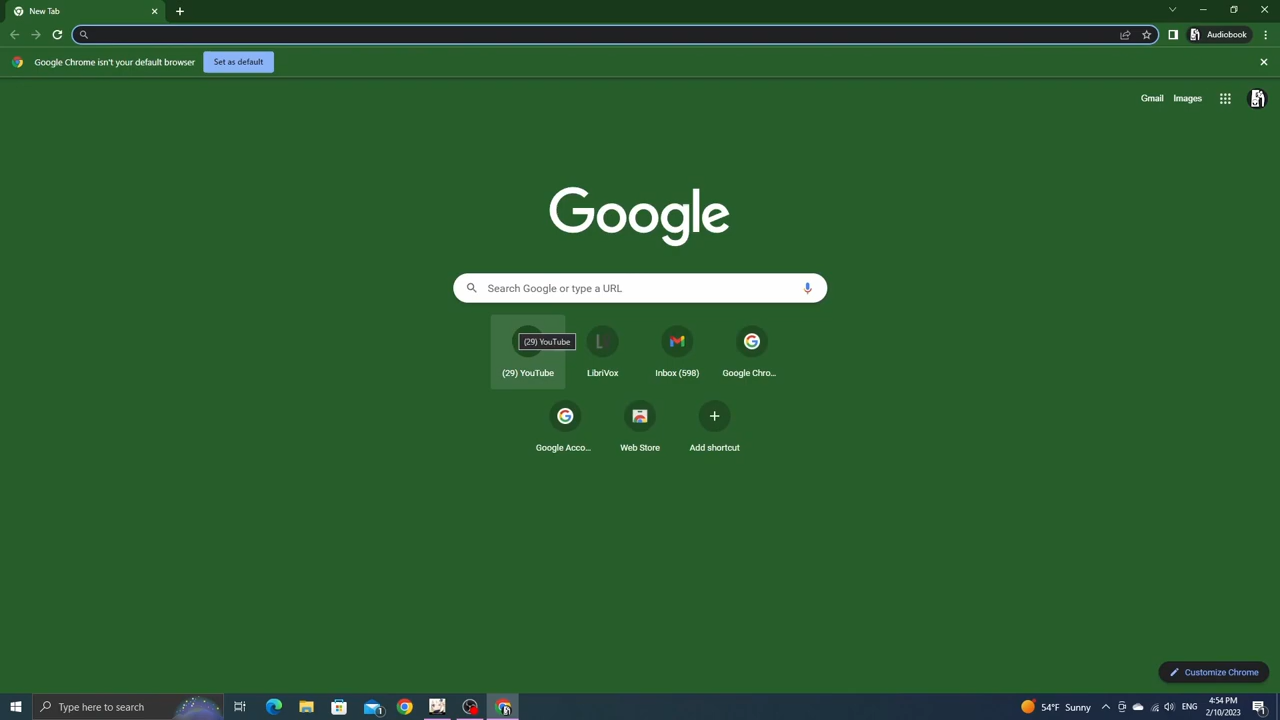 New Tab
Audiobook
Google Chrome isn't your default browser
Set as default
Gmail
Images
Google
Search Google or type a URL
(29) YouTube
(29) YouTube
LibriVox
Inbox (598)
Google Chro...
Google Acco...
Web Store
Add shortcut
Customize Chrome
Type here to search
1
54°F Sunny
ENG
4:54 PM
2/10/2023
1